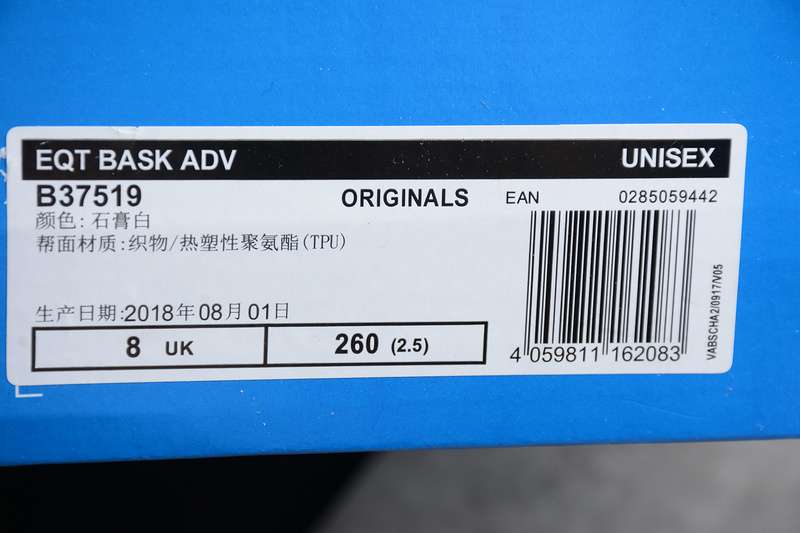 EQT BASK ADV UNISEX
B37519 ORIGINALS EAN 0285059442
颜色: 石膏白
帮面材质: 织物/热塑性聚氨酯(TPU)
生产日期:2018年08月01日
8 UK 260 (2.5)
4 059811 162083
VABSCHA2/0917/V05